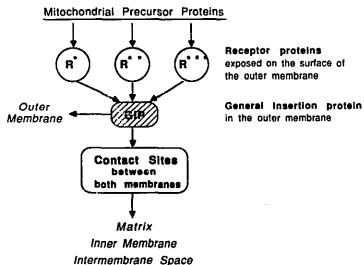 Mitochondrial Precursor Proteins
R* R** R***
Receptor proteins
exposed on the surface of
the outer membrane
Outer
Membrane
GIP
General Insertion protein
in the outer membrane
Contact Sites
between
both membranes
Matrix
Inner Membrane
Intermembrane Space